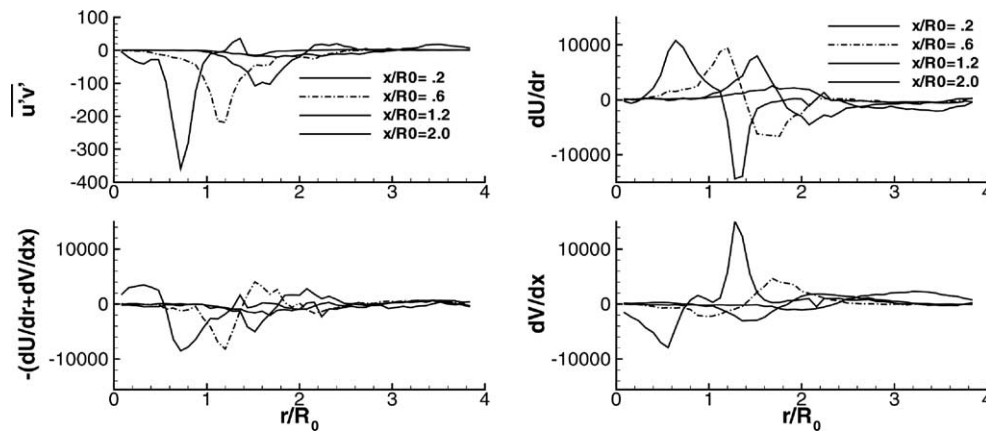 100
0
-100
-200
-300
-400
u'v'
0 1 2 3 4
x/R0= .2
x/R0= .6
x/R0=1.2
x/R0=2.0
10000
0
-10000
dU/dr
0 1 2 3 4
x/R0= .2
x/R0= .6
x/R0=1.2
x/R0=2.0
10000
0
-10000
-(dU/dr+dV/dx)
0 1 2 3 4
r/R0
10000
0
-10000
dV/dx
0 1 2 3 4
r/R0